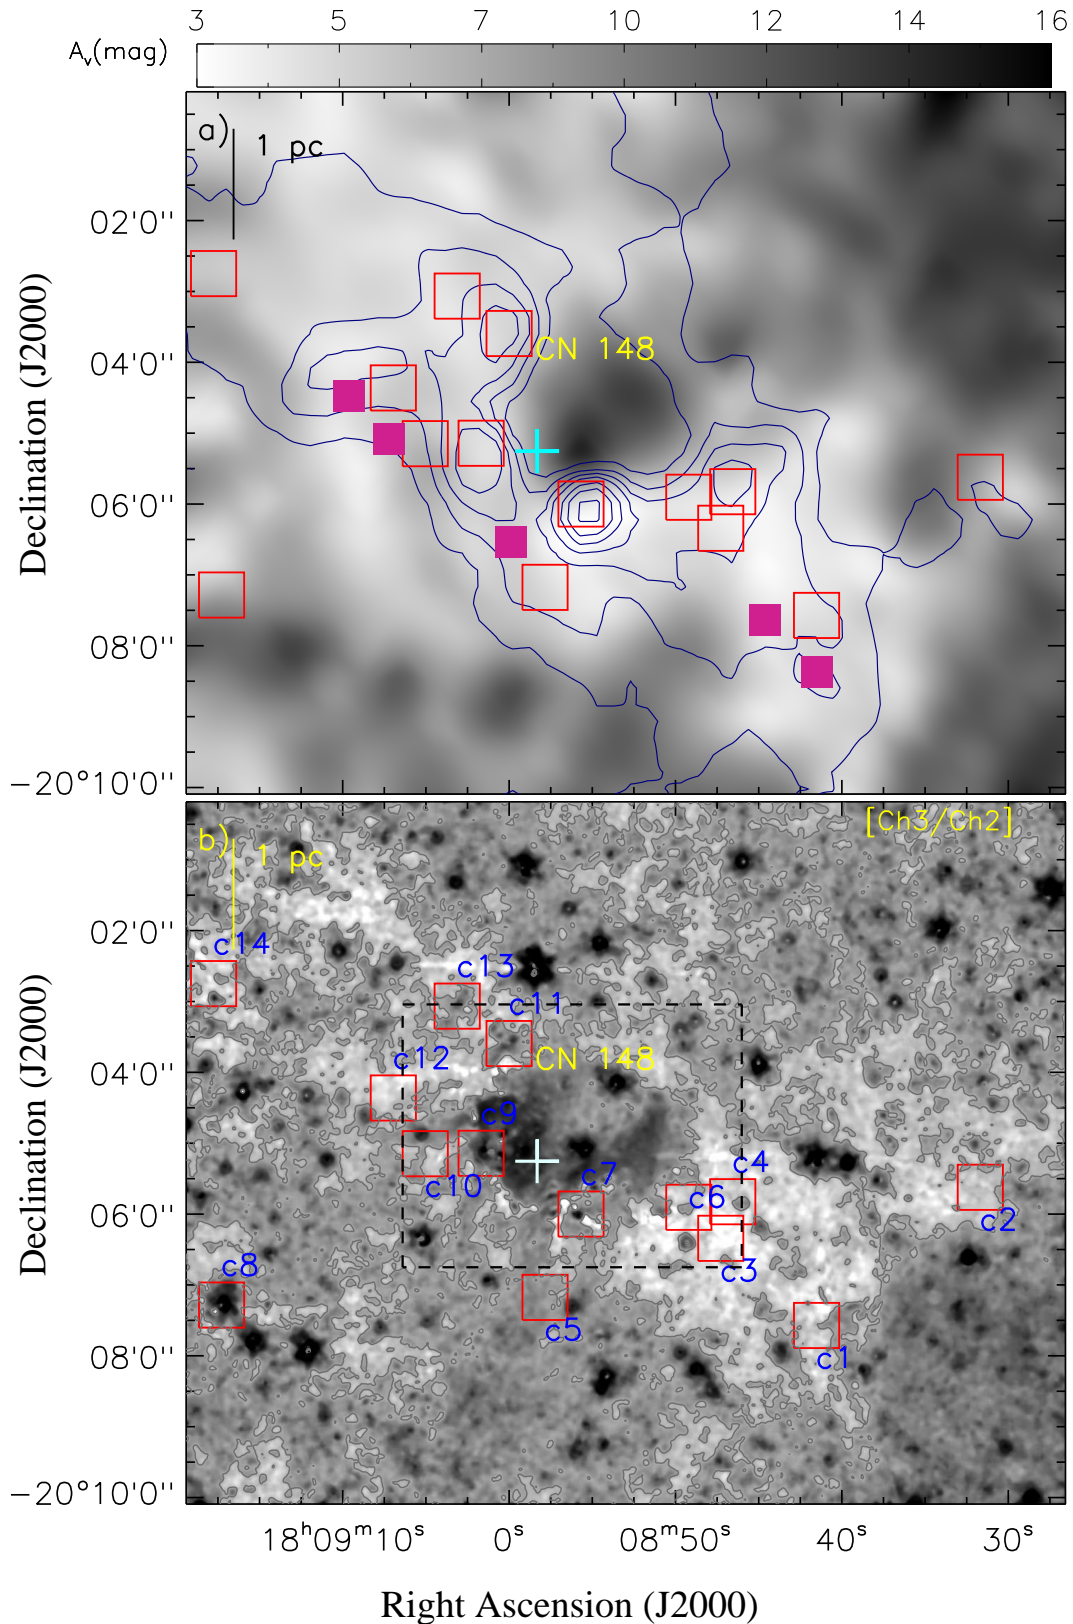 3 5 7 8 10 12 14 16
A_v(mag)
a) 1 pc
02'0''
04'0''
CN 148
06'0''
08'0''
−20°10'0''
Declination (J2000)
[Ch3/Ch2]
b) 1 pc
02'0''
c14
c13
c11
CN 148
c12
04'0''
c9
c4
c7
c10
c6
06'0''
c2
c3
c8
c5
c1
08'0''
−20°10'0''
Declination (J2000)
18ʰ09ᵐ10ˢ 0ˢ 08ᵐ50ˢ 40ˢ 30ˢ
Right Ascension (J2000)